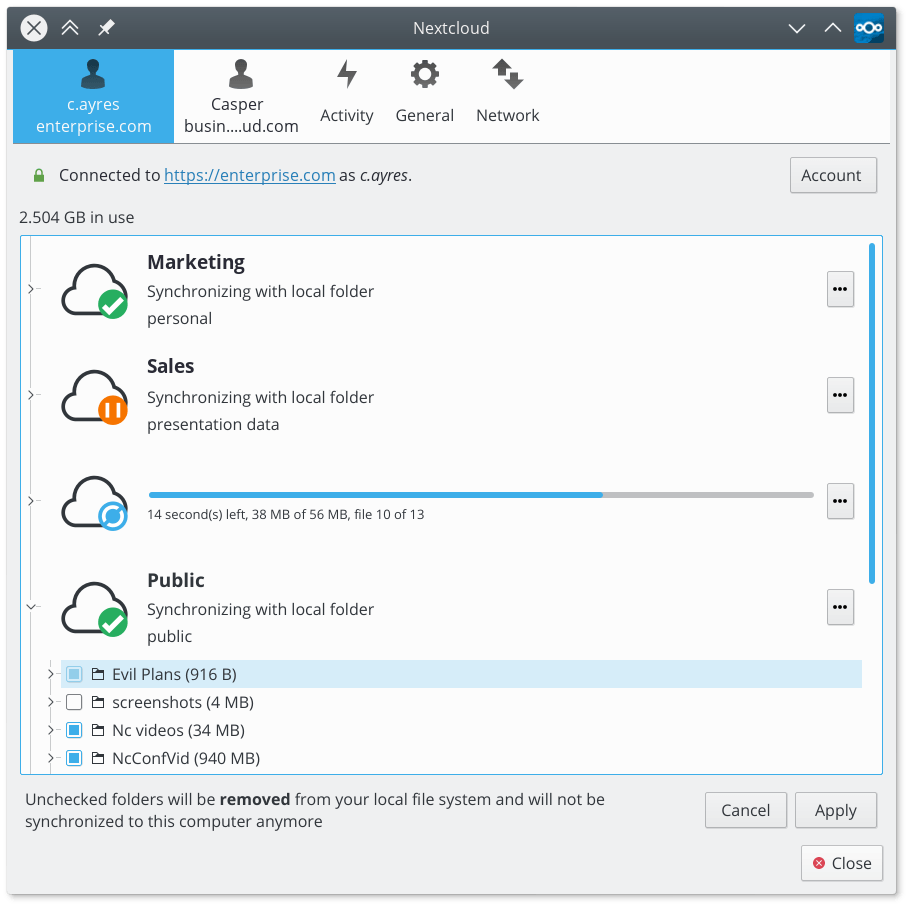 Nextcloud
c.ayres
enterprise.com
Casper
busin....ud.com
Activity
General
Network
Connected to https://enterprise.com as c.ayres.
Account
2.504 GB in use
Marketing
Synchronizing with local folder
personal
Sales
Synchronizing with local folder
presentation data
14 second(s) left, 38 MB of 56 MB, file 10 of 13
Public
Synchronizing with local folder
public
Evil Plans (916 B)
screenshots (4 MB)
Nc videos (34 MB)
NcConfVid (940 MB)
Unchecked folders will be removed from your local file system and will not be
synchronized to this computer anymore
Cancel
Apply
Close